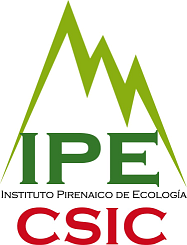 IPE
INSTITUTO PIRENAICO DE ECOLOGÍA
CSIC